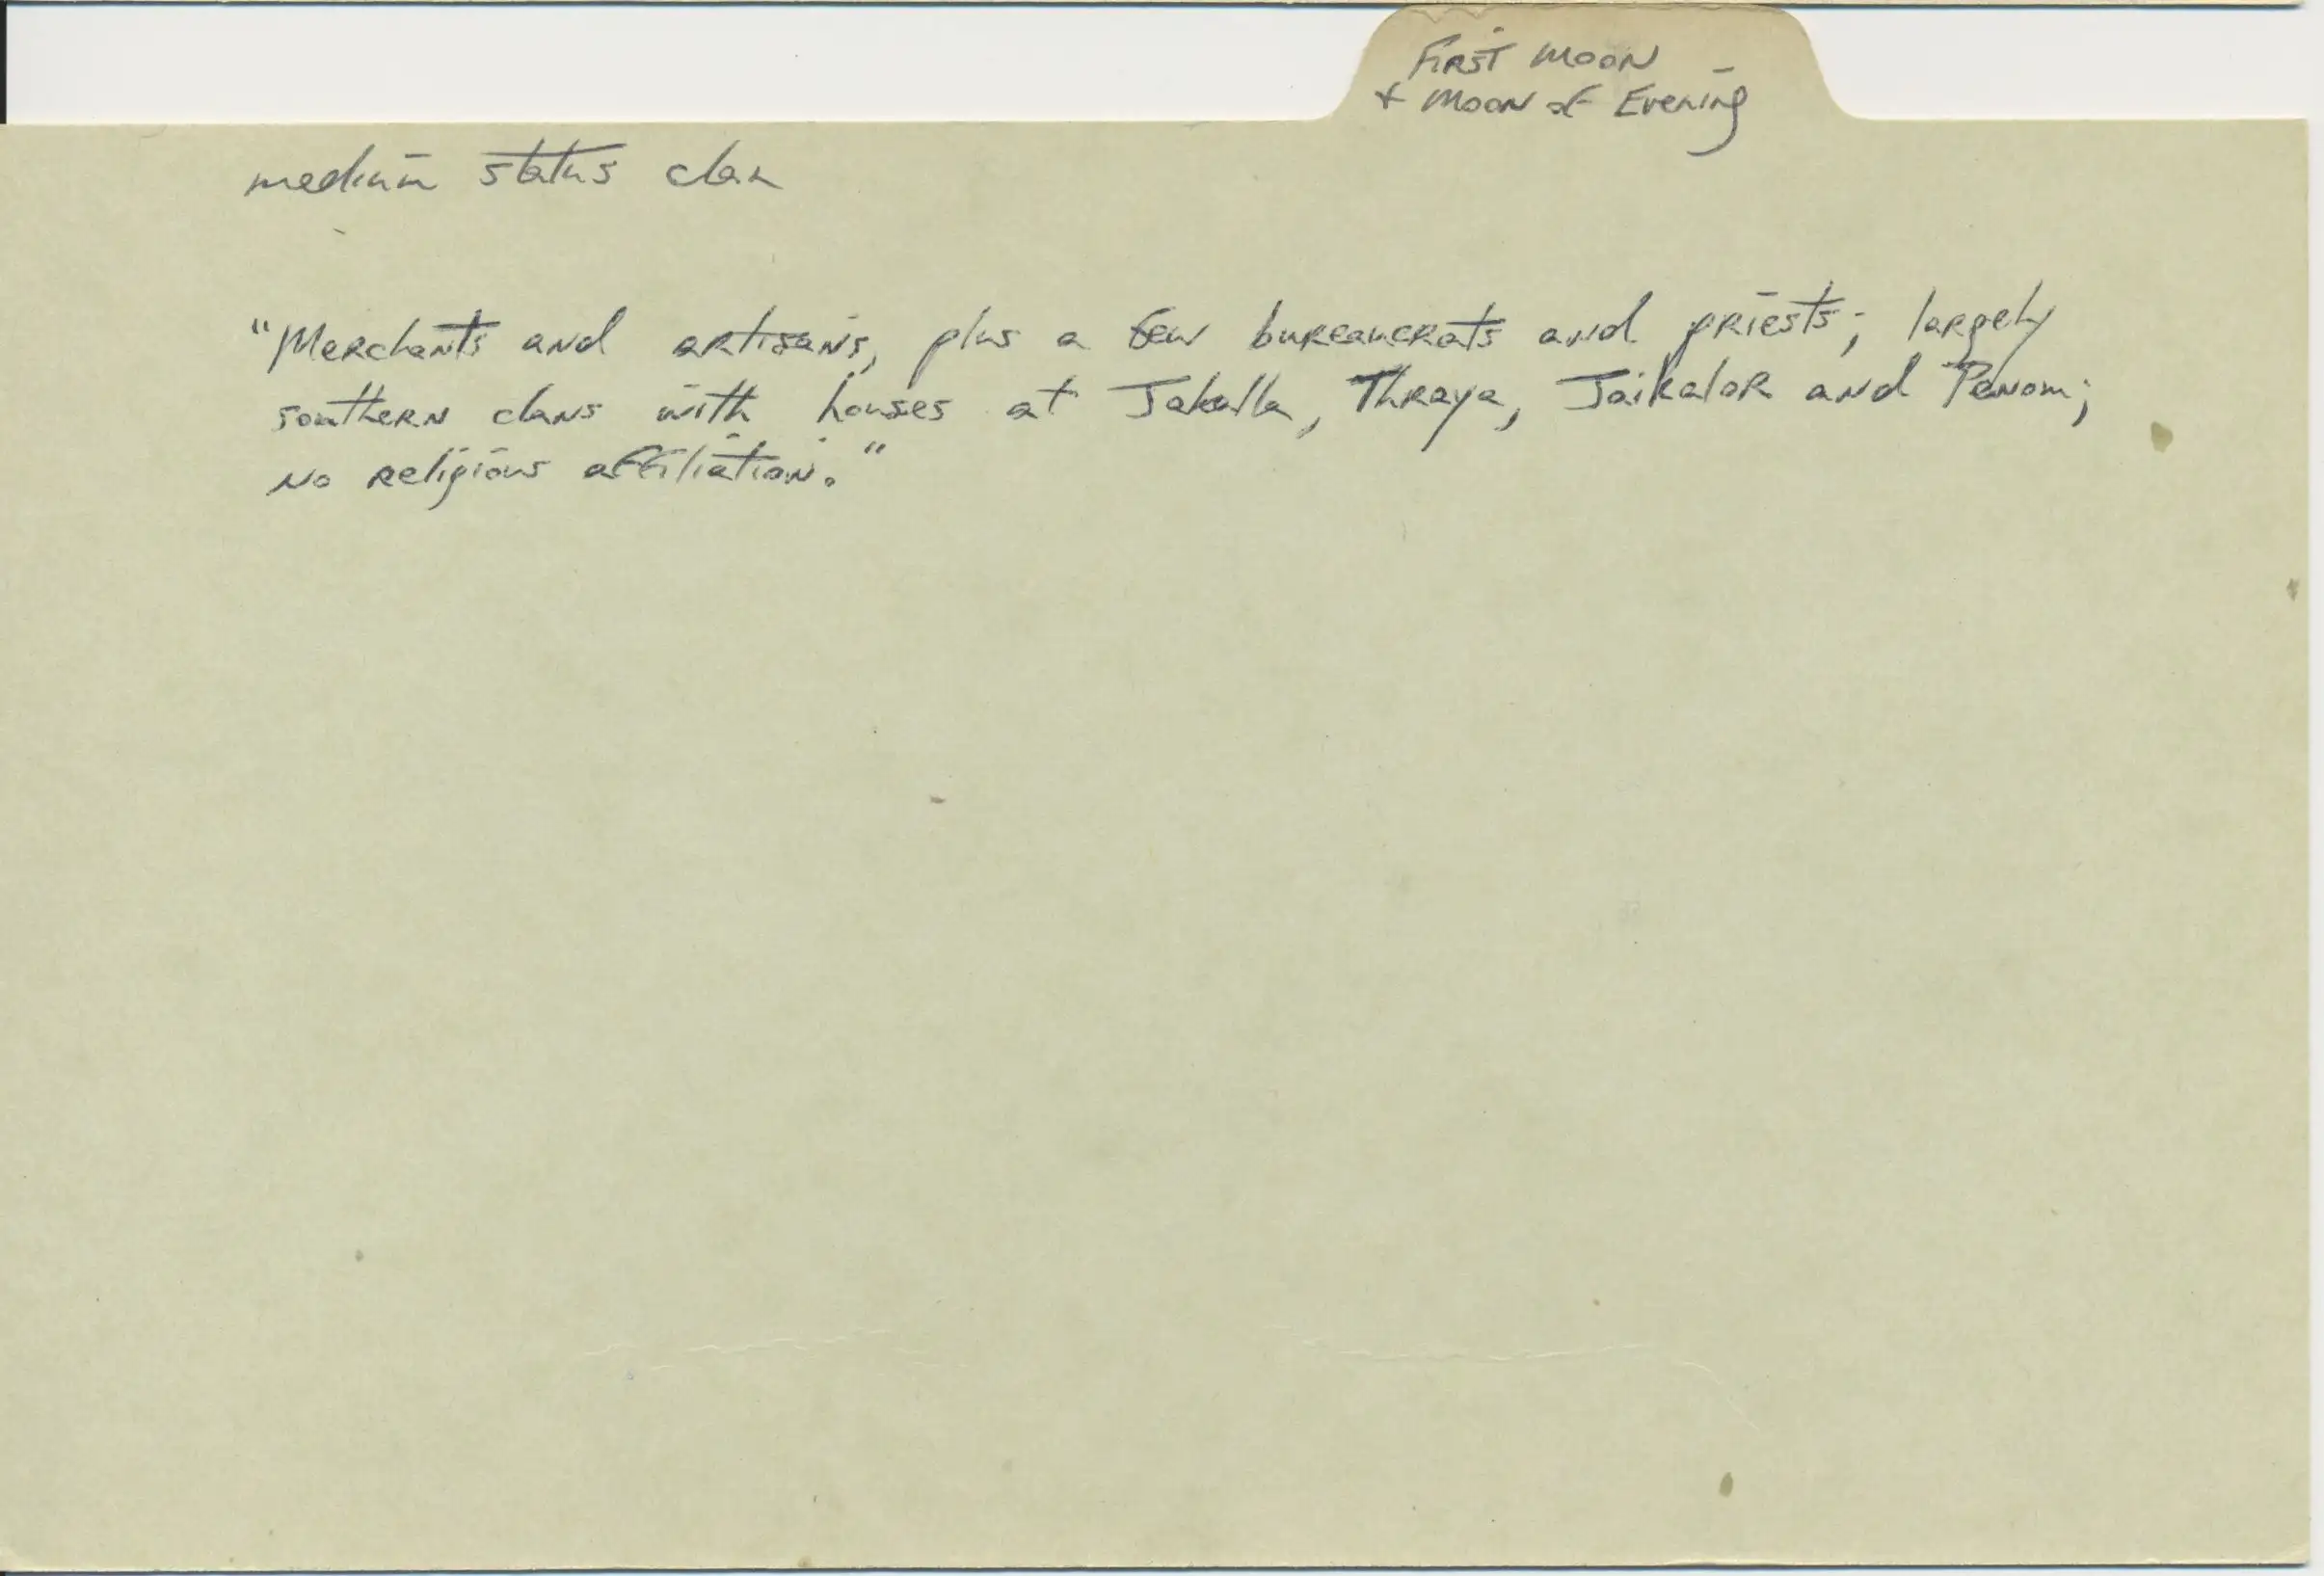 First Moon
+ Moon of Evening
medium status clan
"Merchants and artisans, plus a few bureaucrats and priests; largely
southern clans with houses at Jakalla, Thraya, Jaikalor and Penom;
no religious affiliation."